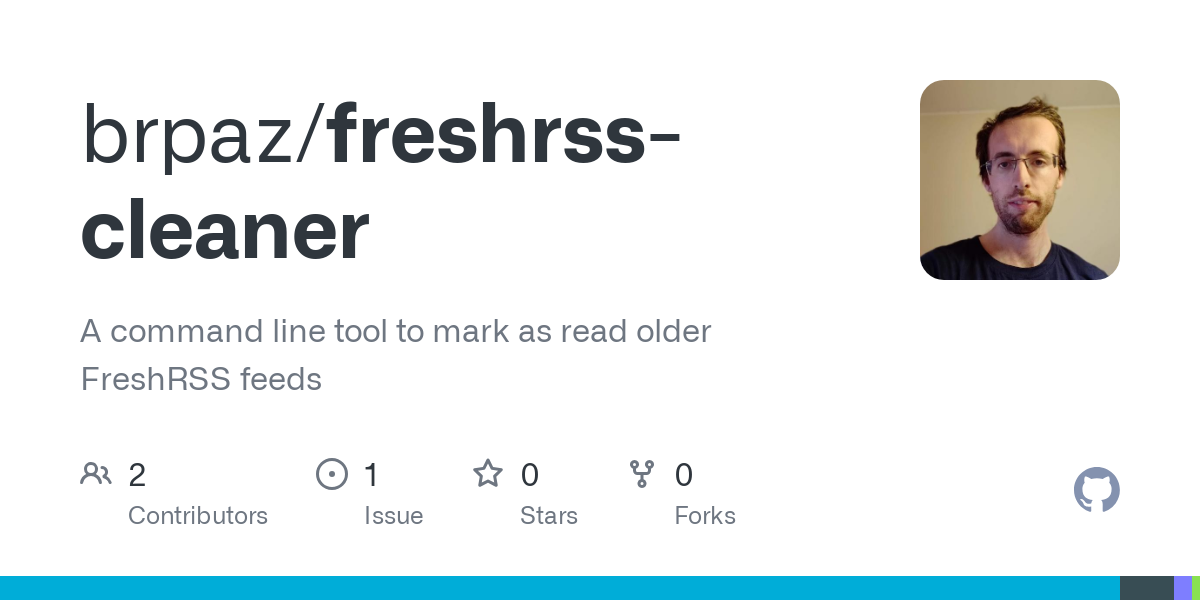 brpaz/freshrss-
cleaner
A command line tool to mark as read older
FreshRSS feeds
2 1 0 0
Contributors Issue Stars Forks